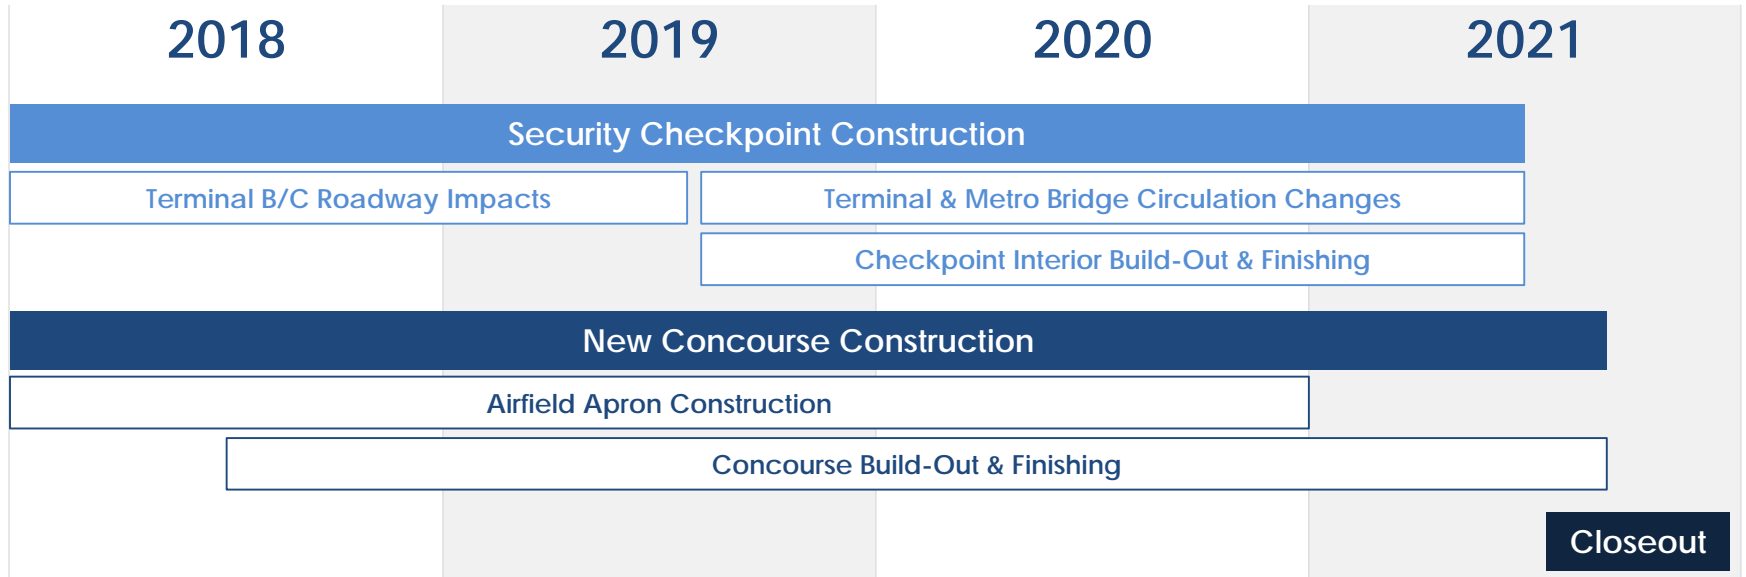 2018 2019 2020 2021
Security Checkpoint Construction
Terminal B/C Roadway Impacts Terminal & Metro Bridge Circulation Changes
Checkpoint Interior Build-Out & Finishing
New Concourse Construction
Airfield Apron Construction
Concourse Build-Out & Finishing
Closeout